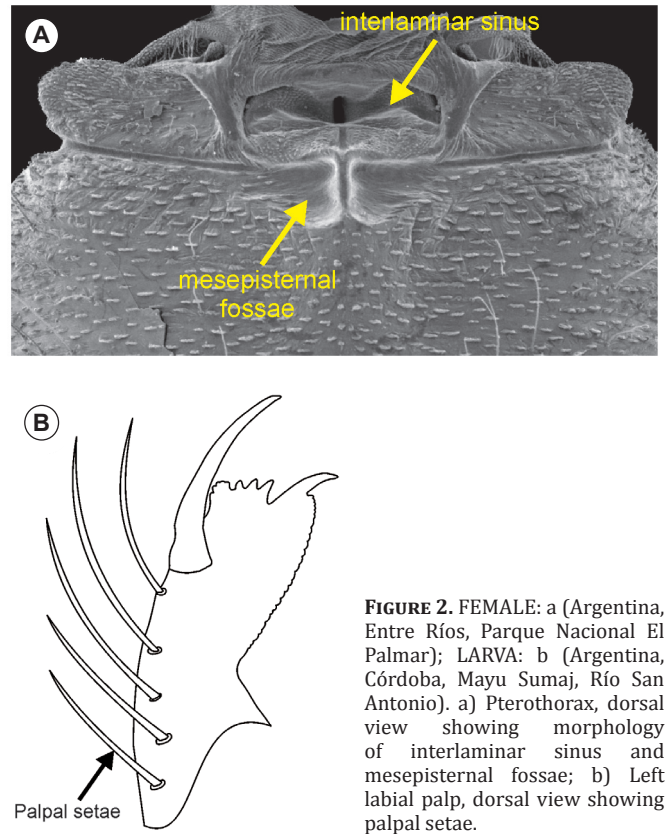 A
interlaminar sinus
mesepisternal
fossae
B
Palpal setae
FIGURE 2. FEMALE: a (Argentina,
Entre Ríos, Parque Nacional El
Palmar); LARVA: b (Argentina,
Córdoba, Mayu Sumaj, Río San
Antonio). a) Pterothorax, dorsal
view showing morphology
of interlaminar sinus and
mesepisternal fossae; b) Left
labial palp, dorsal view showing
palpal setae.